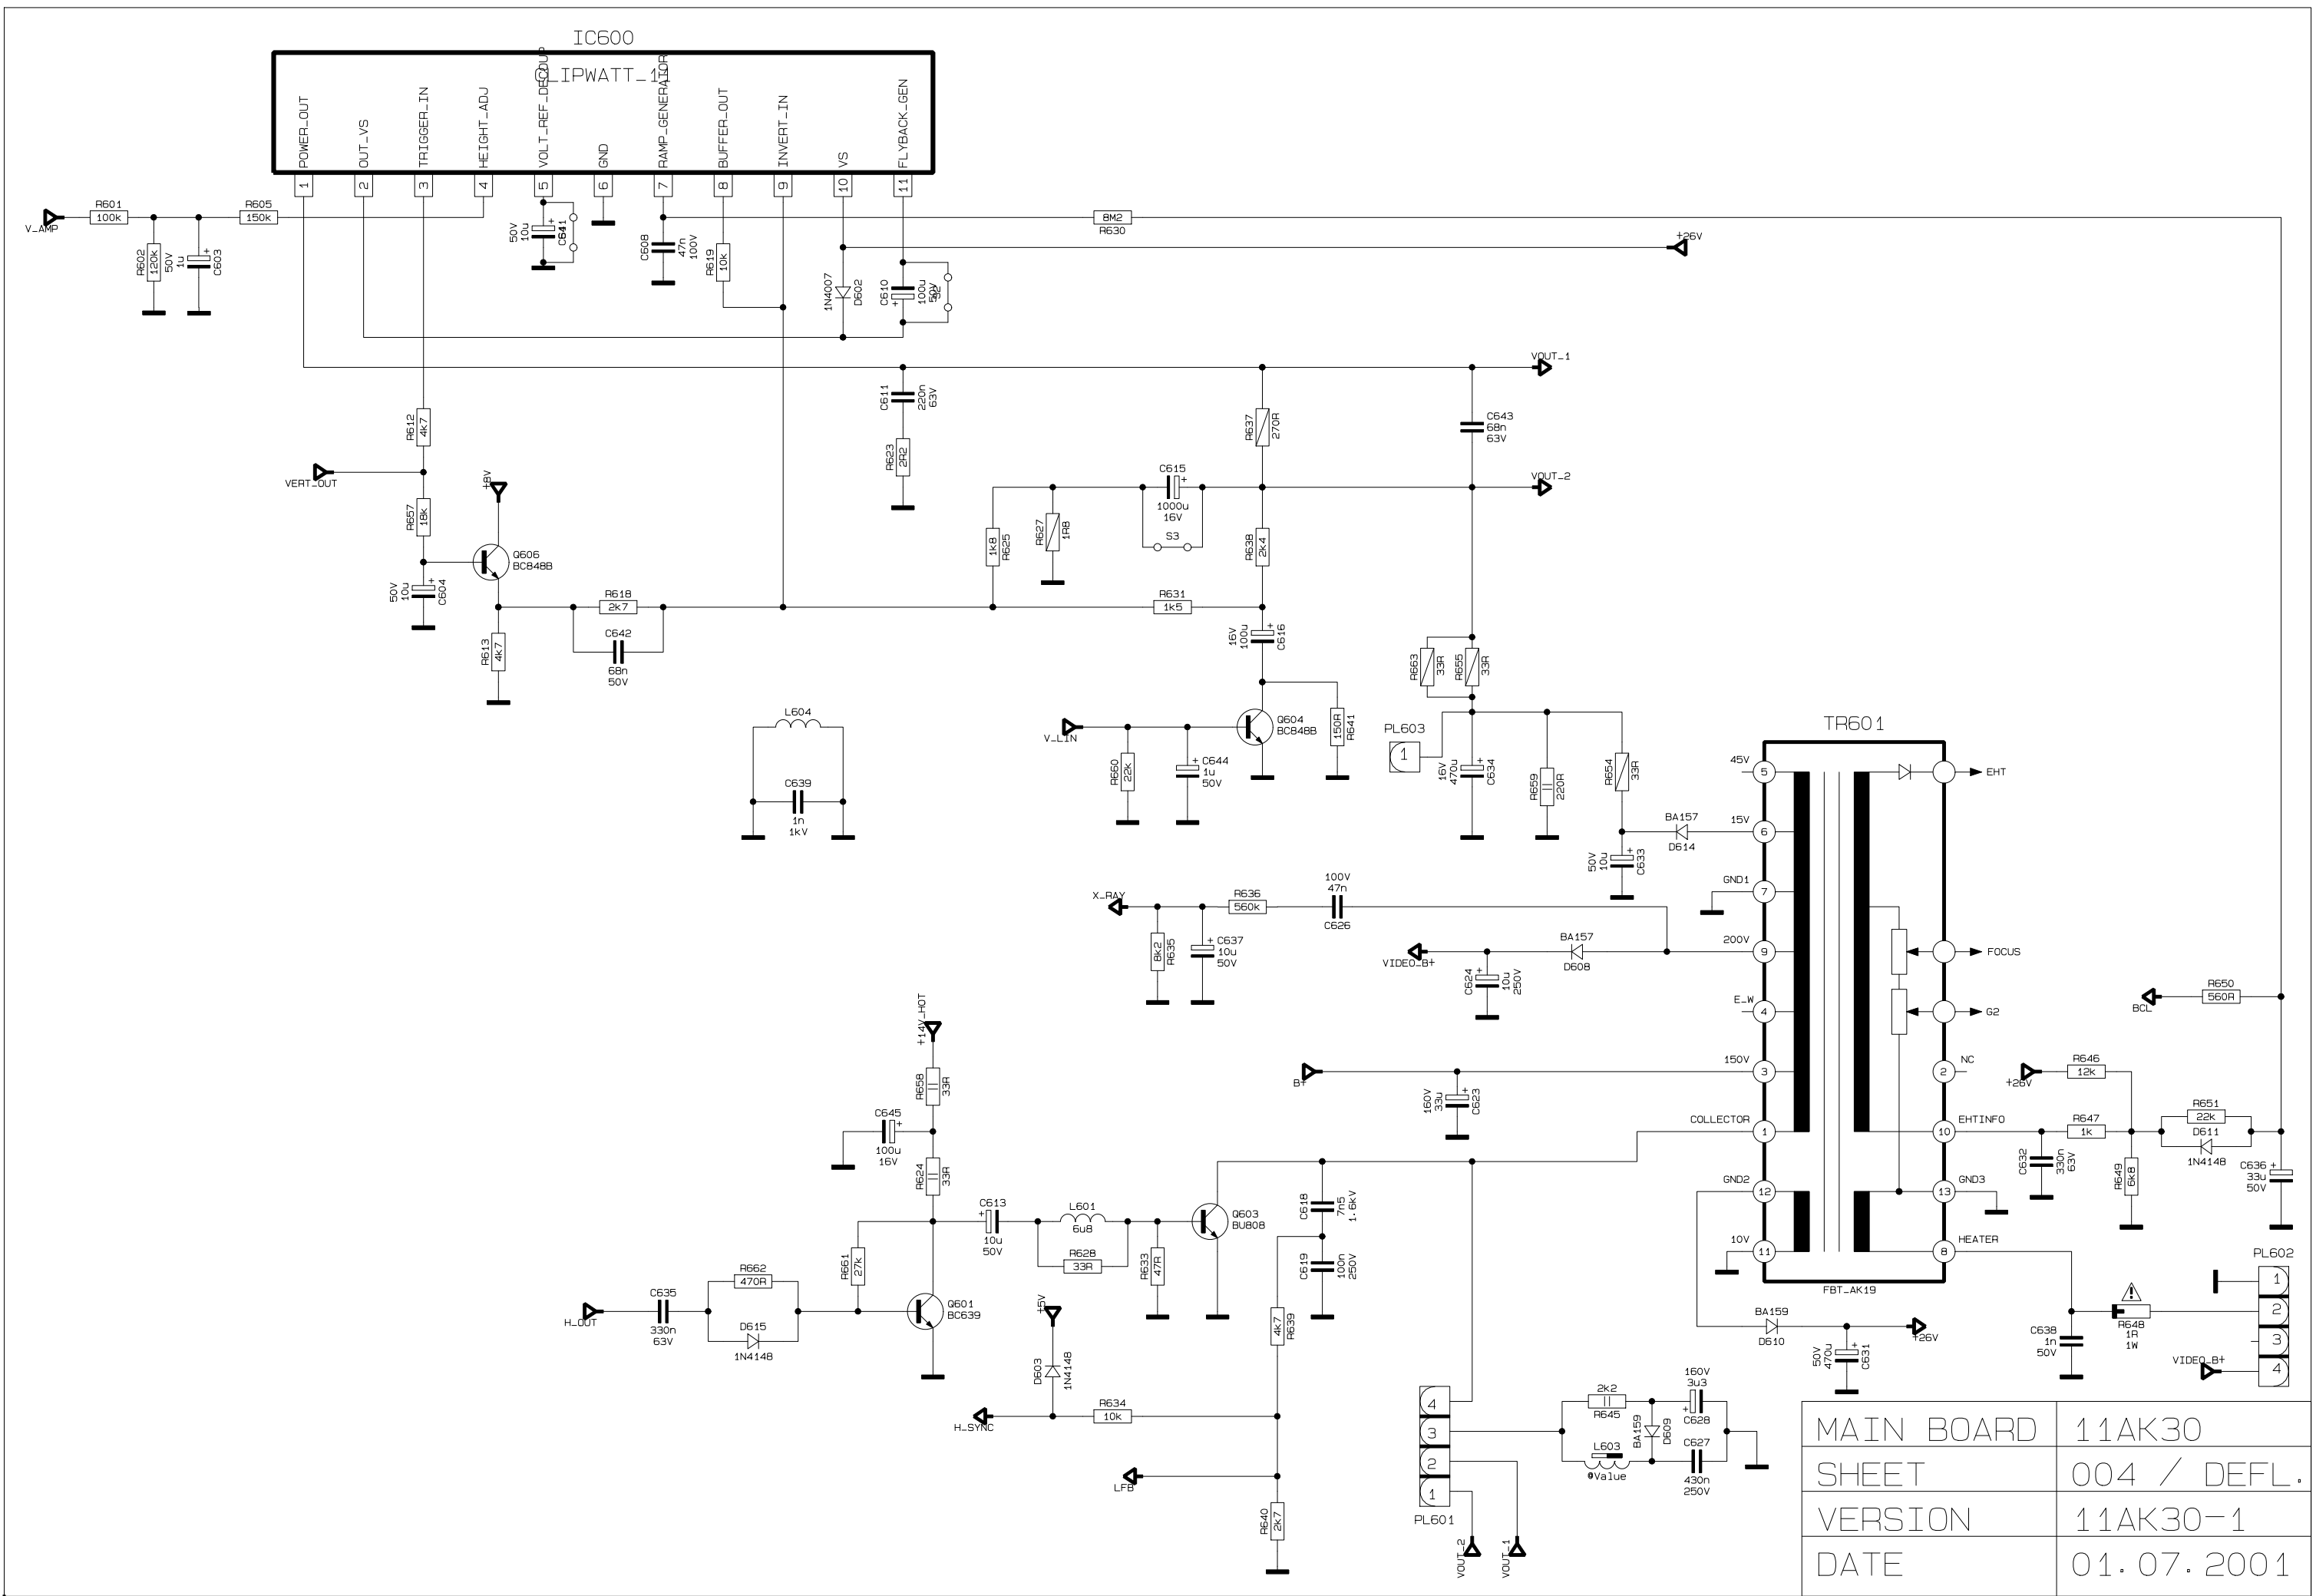 IC600
CLIPWATT_11
POWER_OUT
OUT_VS
TRIGGER_IN
HEIGHT_ADJ
VOLT_REF_DECOUP
GND
RAMP_GENERATOR
BUFFER_OUT
INVERT_IN
VS
FLYBACK_GEN
1
2
3
4
5
6
7
8
9
10
11
V_AMP
R601
100k
R605
150k
R602
120k
50V
1u
C603
50V
10u
C641
C608
47n
100V
R619
10k
1N4007
D602
C610
100u
50V
S2
8M2
R630
+26V
VOUT_1
C611
220n
63V
R623
2R2
R637
270R
C643
68n
63V
R612
4k7
VERT_OUT
R657
18k
+8V
Q606
BC848B
50V
10u
C604
R618
2k7
C642
68n
50V
R613
4k7
1k8
R625
R627
1R8
C615
1000u
16V
S3
R638
2k4
VOUT_2
R631
1k5
16V
100u
C616
R663
33R
R655
33R
L604
C639
1n
1kV
V_LIN
R660
22k
C644
1u
50V
Q604
BC848B
150R
R641
PL603
1
16V
470u
C634
R659
220R
R654
33R
BA157
D614
50V
10u
C633
TR601
45V
5
15V
6
GND1
7
200V
9
E_W
4
150V
3
COLLECTOR
1
GND2
12
10V
11
EHT
FOCUS
G2
NC
2
EHTINFO
10
GND3
13
HEATER
8
FBT_AK19
X_RAY
8k2
R635
C637
10u
50V
R636
560k
100V
47n
C626
VIDEO_B+
C624
10u
250V
BA157
D608
B+
160V
33u
C623
BCL
R650
560R
+26V
R646
12k
R647
1k
R651
22k
D611
1N4148
C632
330n
63V
R649
6k8
C636
33u
50V
+14V_HOT
R658
33R
C645
100u
16V
R624
33R
C613
10u
50V
L601
6u8
R628
33R
R633
47R
Q603
BU808
C618
7n5
1.6kV
C619
100n
250V
H_OUT
C635
330n
63V
R662
470R
D615
1N4148
R661
27k
Q601
BC639
+5V
D603
1N4148
H_SYNC
R634
10k
R639
4k7
LFB
R640
2k7
4
3
2
1
PL601
VOUT_2
VOUT_1
2k2
R645
L603
@Value
BA159
D609
160V
3u3
C628
C627
430n
250V
BA159
D610
50V
470u
C631
+26V
C638
1n
50V
R648
1R
1W
VIDEO_B+
PL602
1
2
3
4
MAIN BOARD 11AK30
SHEET 004 / DEFL.
VERSION 11AK30-1
DATE 01.07.2001